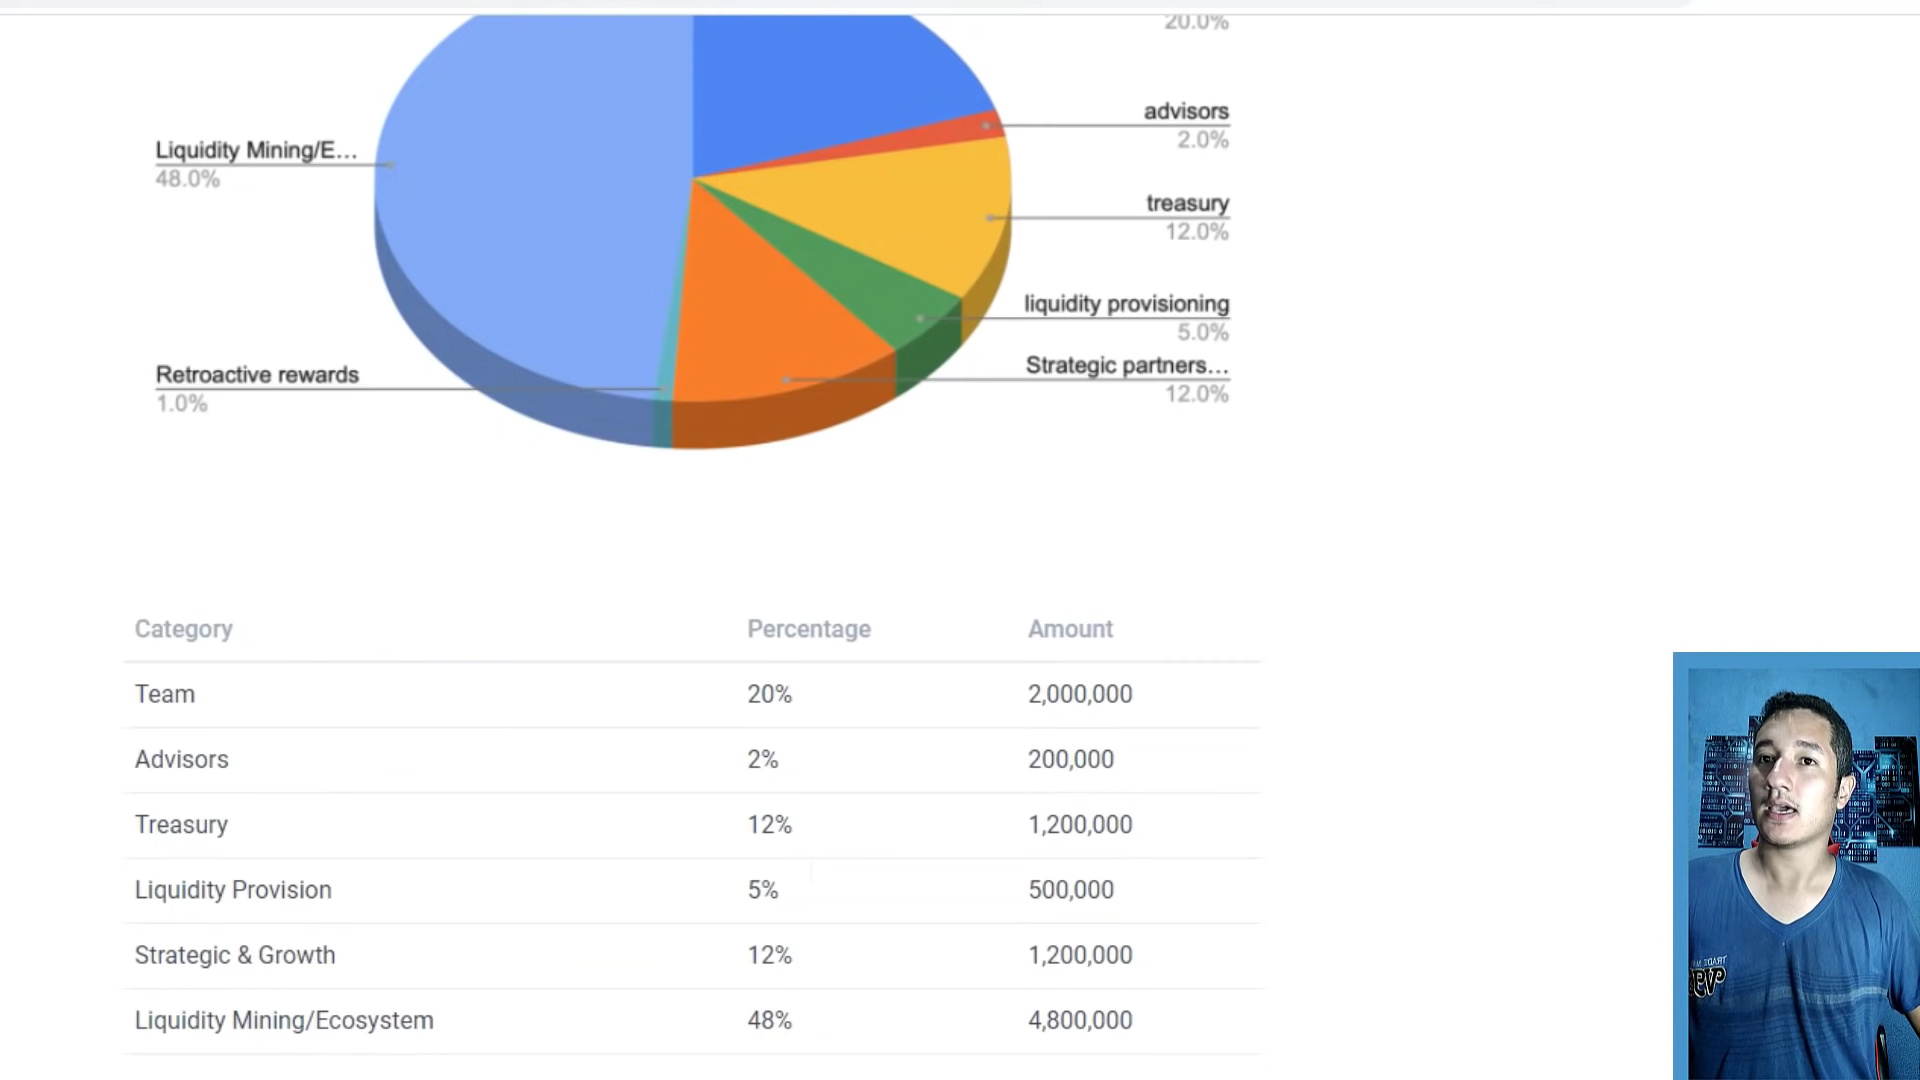 20.0%
advisors
2.0%
Liquidity Mining/E...
48.0%
treasury
12.0%
liquidity provisioning
5.0%
Strategic partners...
12.0%
Retroactive rewards
1.0%
Category Percentage Amount
Team 20% 2,000,000
Advisors 2% 200,000
Treasury 12% 1,200,000
Liquidity Provision 5% 500,000
Strategic & Growth 12% 1,200,000
Liquidity Mining/Ecosystem 48% 4,800,000